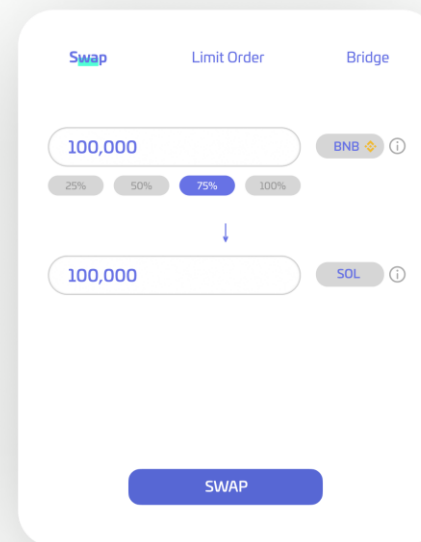 Swap Limit Order Bridge
100,000 BNB
25% 50% 75% 100%
100,000 SOL
SWAP